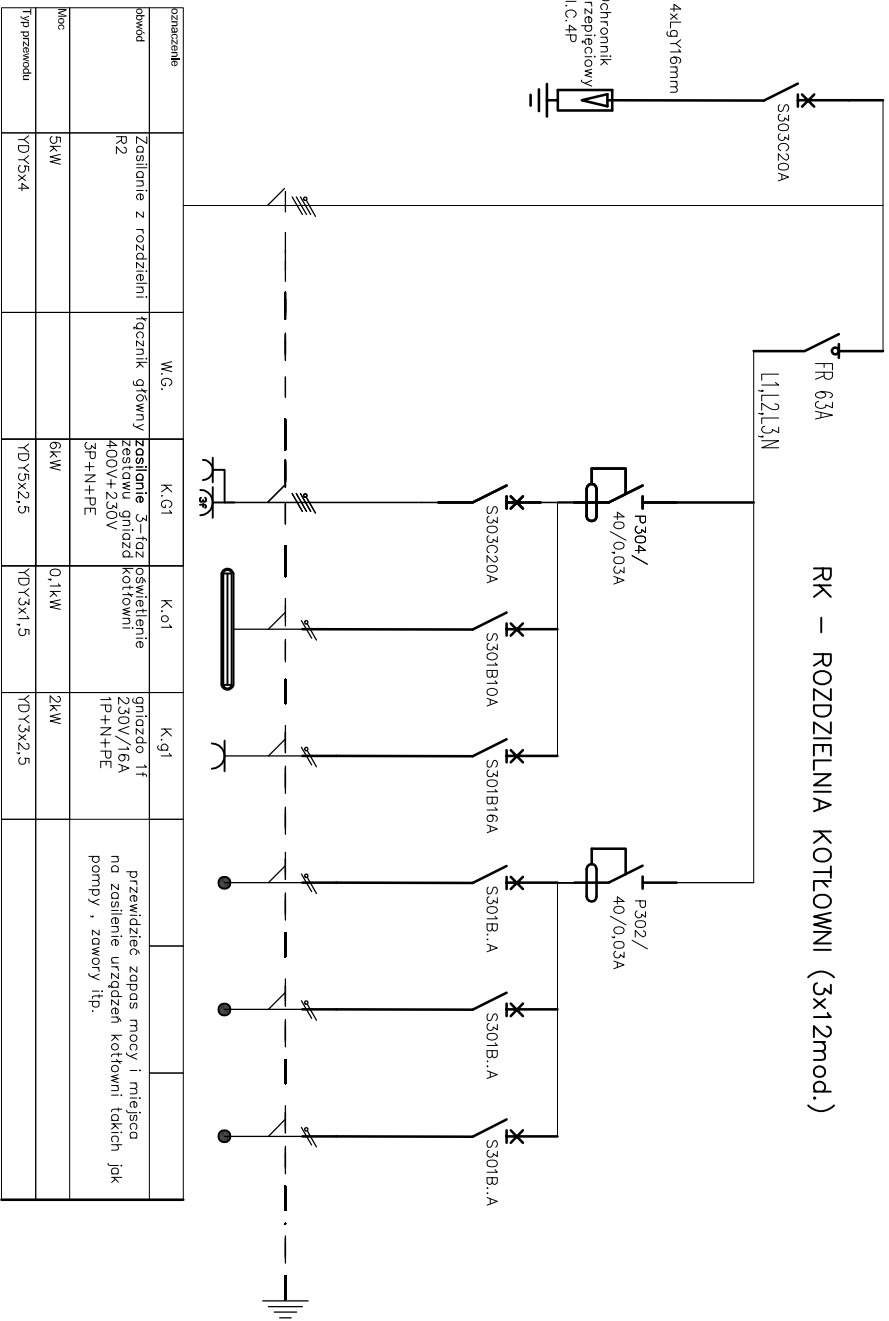 RK – ROZDZIELNIA KOTŁOWNI (3x12mod.)
4xLgY16mm
S303C20A
FR 63A
L1,L2,L3,N
P304/
40/0,03A
P302/
40/0,03A
S303C20A
S301B10A
S301B16A
S301B..A
S301B..A
S301B..A
4P
3f
oznaczenie
W.G.
K.G1
K.o1
K.g1
obwód
Zasilanie z rozdzielni
R2
łącznik główny
zasilanie 3–faz
zestawu gniazd
400V+230V
3P+N+PE
oświetlenie
kotłowni
gniazdo 1f
230V/16A
1P+N+PE
przewidzieć zapas mocy i miejsca
na zasilenie urządzeń kotłowni takich jak
pompy , zawory itp.
Moc
5kW
6kW
0,1kW
2kW
Typ przewodu
YDY5x4
YDY5x2,5
YDY3x1,5
YDY3x2,5